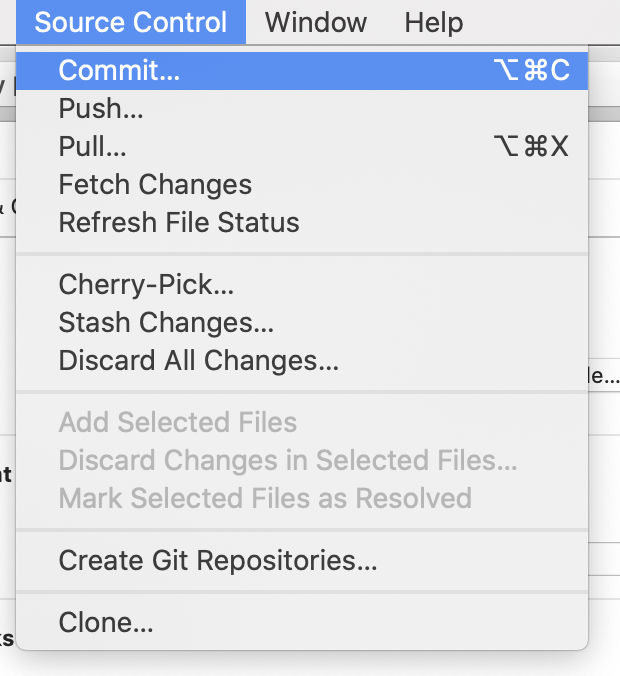 Source Control Window Help
Commit... ⌥⌘C
Push...
Pull... ⌥⌘X
Fetch Changes
Refresh File Status
Cherry-Pick...
Stash Changes...
Discard All Changes...
Add Selected Files
Discard Changes in Selected Files...
Mark Selected Files as Resolved
Create Git Repositories...
Clone...